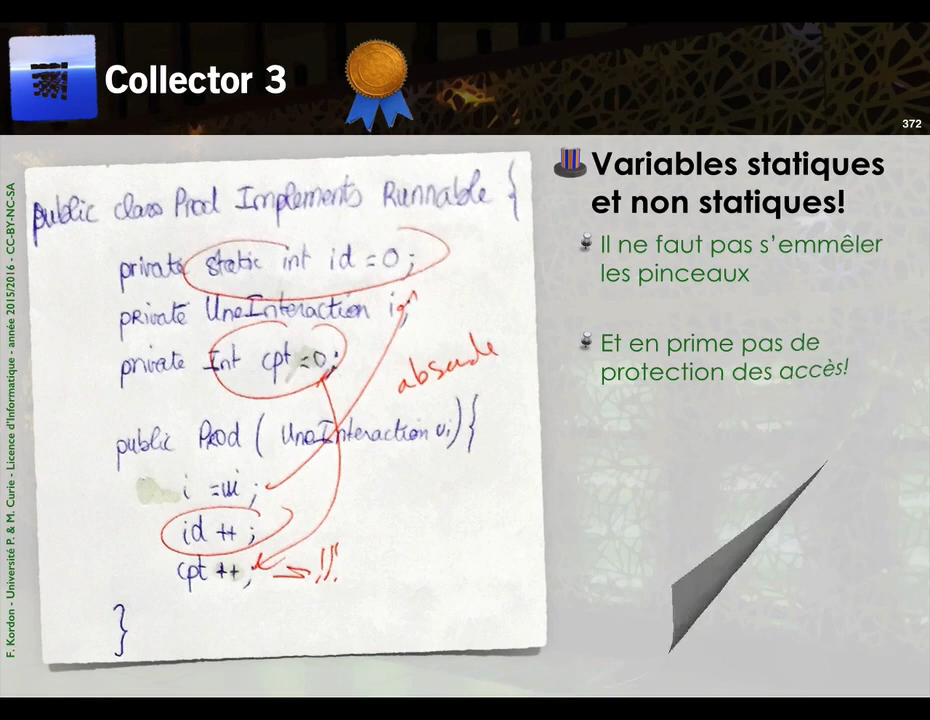 Collector 3
372
public class Prod Implements Runnable {
private static int id = 0;
private UneInteraction i;
private Int cpt = 0;
absurde
public Prod ( UneInteraction ui) {
i = ui ;
id ++ ;
cpt ++; !!!
}
Variables statiques
et non statiques!
Il ne faut pas s’emmêler
les pinceaux
Et en prime pas de
protection des accès!
F. Kordon - Université P. & M. Curie - Licence d'Informatique - année 2015/2016 - CC-BY-NC-SA